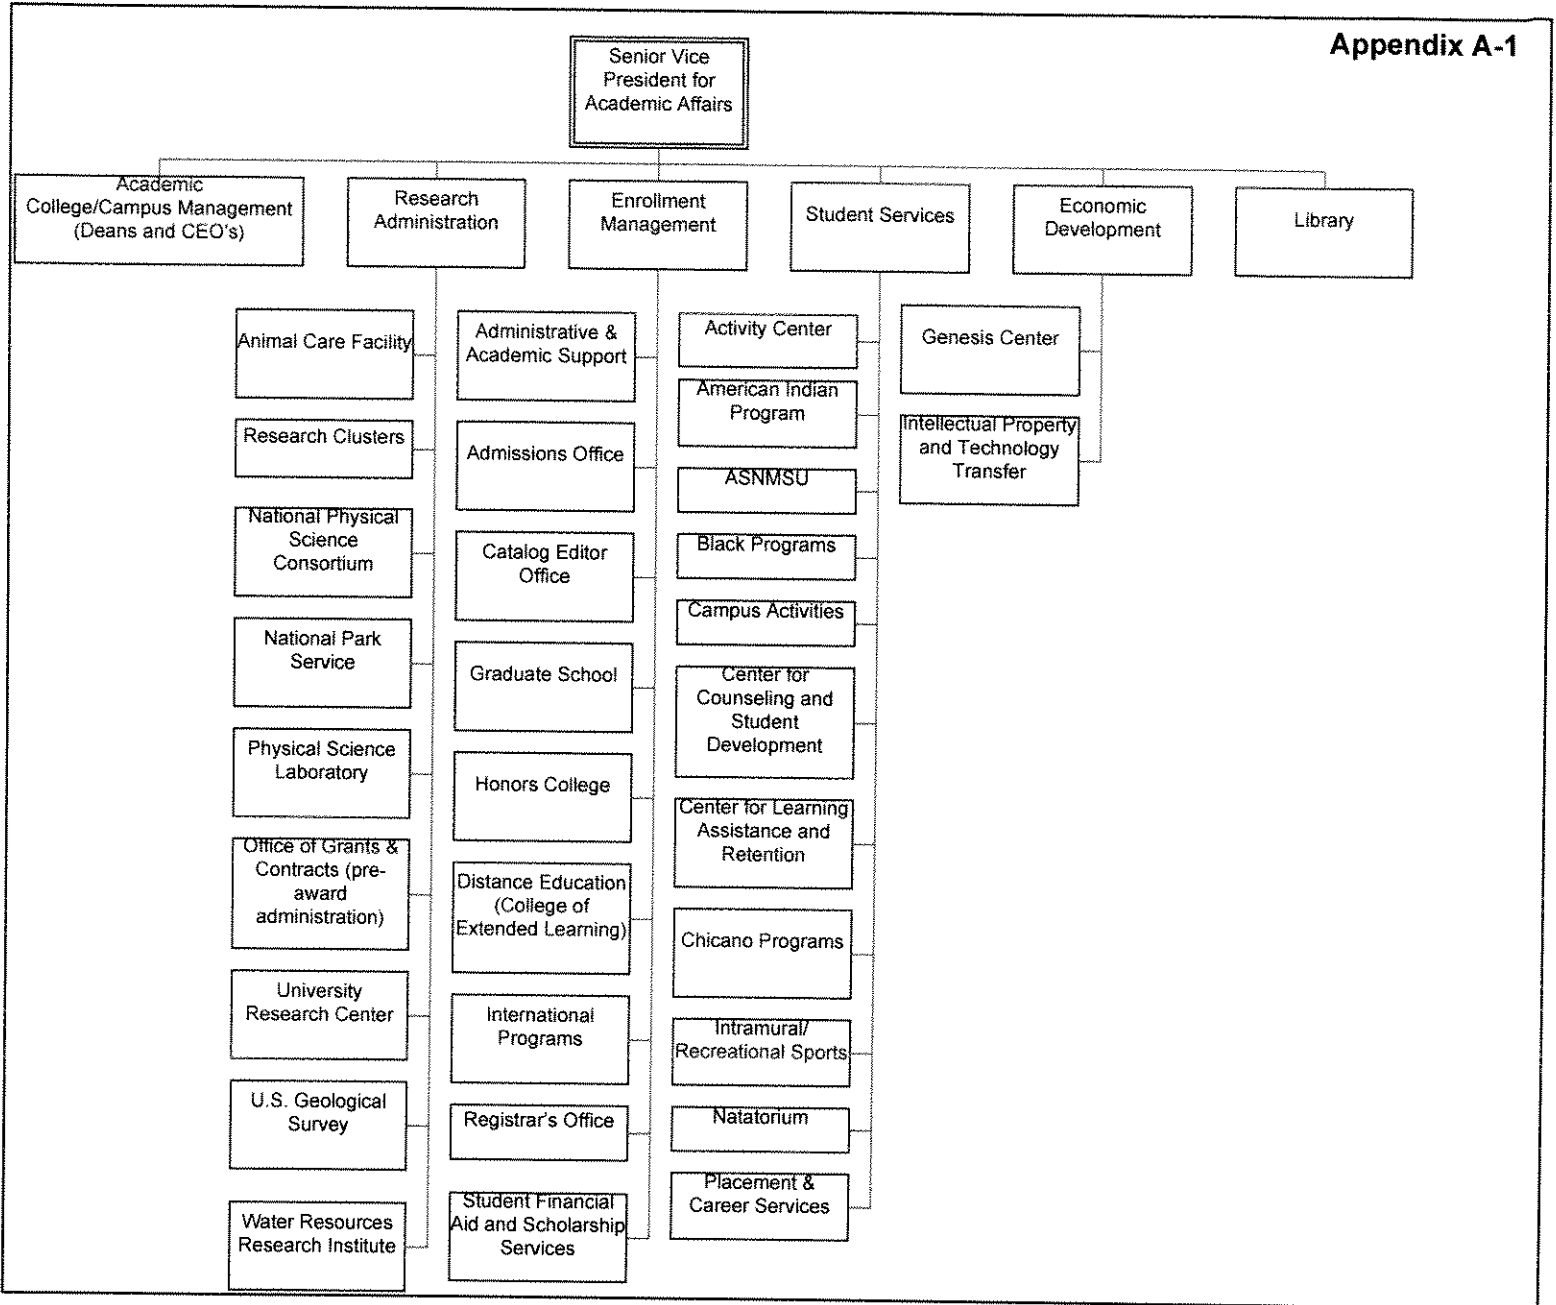 Appendix A-1
Senior Vice
President for
Academic Affairs
Academic
College/Campus Management
(Deans and CEO's)
Research
Administration
Enrollment
Management
Student Services
Economic
Development
Library
Animal Care Facility
Research Clusters
National Physical
Science
Consortium
National Park
Service
Physical Science
Laboratory
Office of Grants &
Contracts (pre-
award
administration)
University
Research Center
U.S. Geological
Survey
Water Resources
Research Institute
Administrative &
Academic Support
Admissions Office
Catalog Editor
Office
Graduate School
Honors College
Distance Education
(College of
Extended Learning)
International
Programs
Registrar's Office
Student Financial
Aid and Scholarship
Services
Activity Center
American Indian
Program
ASNMSU
Black Programs
Campus Activities
Center for
Counseling and
Student
Development
Center for Learning
Assistance and
Retention
Chicano Programs
Intramural/
Recreational Sports
Natatorium
Placement &
Career Services
Genesis Center
Intellectual Property
and Technology
Transfer